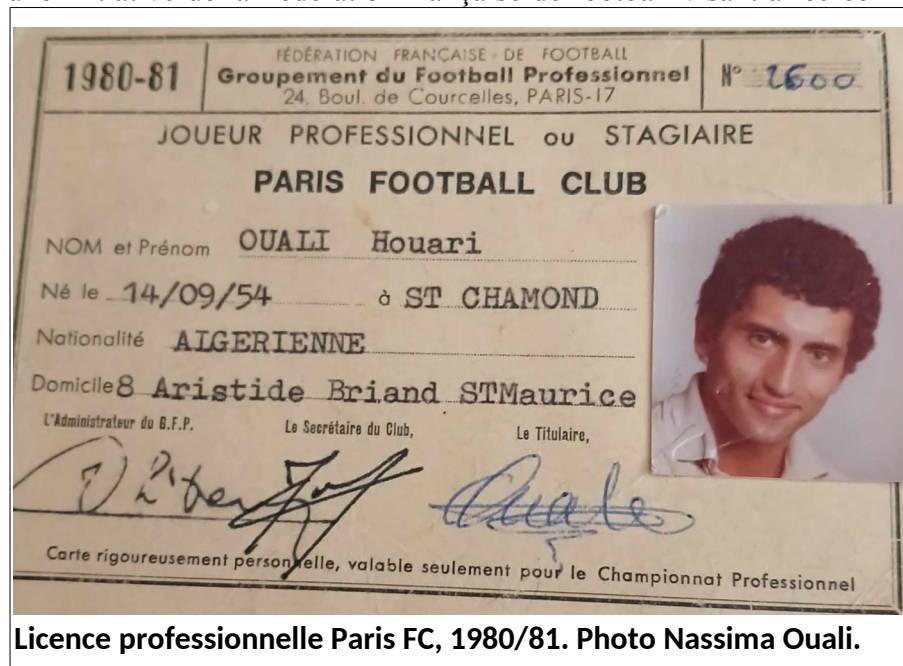 1980-81
FÉDÉRATION FRANÇAISE DE FOOTBALL
Groupement du Football Professionnel
24, Boul. de Courcelles, PARIS-17
N° 2600
JOUEUR PROFESSIONNEL ou STAGIAIRE
PARIS FOOTBALL CLUB
NOM et Prénom OUALI Houari
Né le 14/09/54 à ST CHAMOND
Nationalité ALGERIENNE
Domicile 8 Aristide Briand STMaurice
L'Administrateur du G.F.P. Le Secrétaire du Club, Le Titulaire,
Carte rigoureusement personnelle, valable seulement pour le Championnat Professionnel
Licence professionnelle Paris FC, 1980/81. Photo Nassima Ouali.